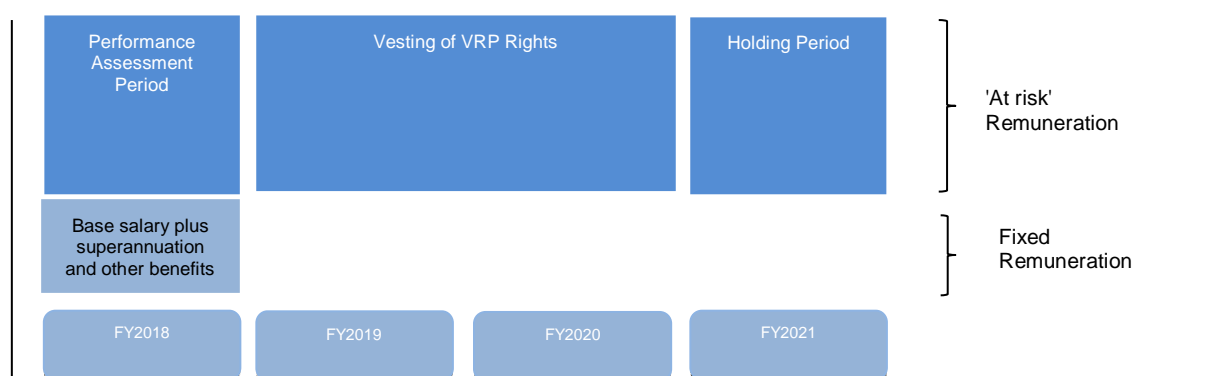 Performance
Assessment
Period
Vesting of VRP Rights
Holding Period
'At risk'
Remuneration
Base salary plus
superannuation
and other benefits
Fixed
Remuneration
FY2018
FY2019
FY2020
FY2021